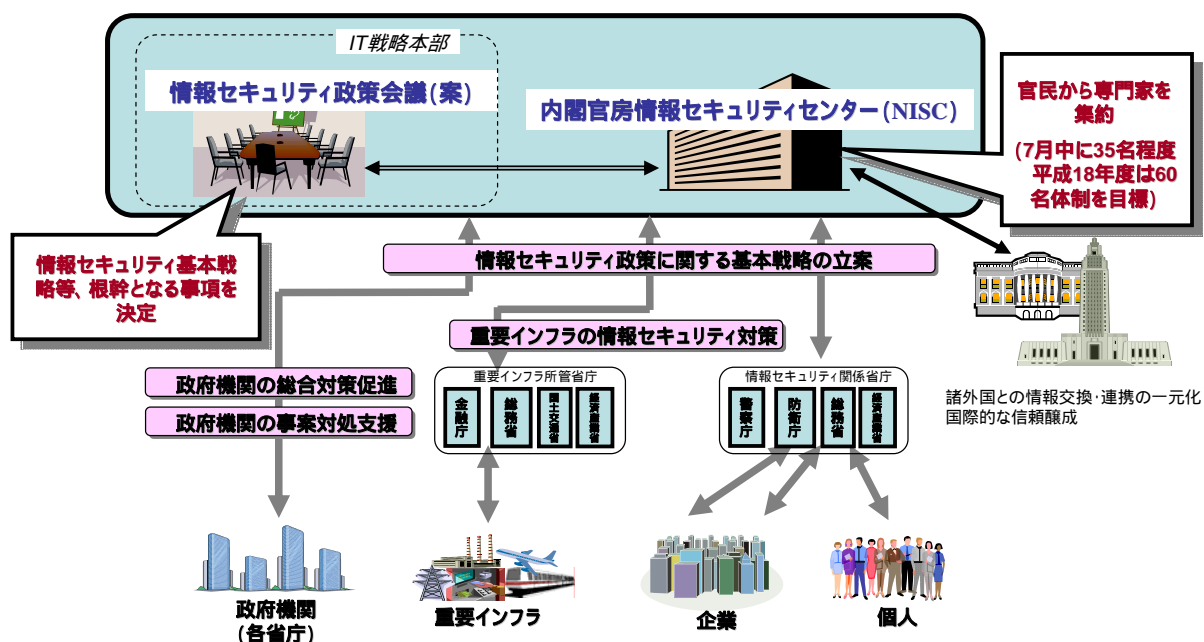 IT戦略本部
情報セキュリティ政策会議(案)
内閣官房情報セキュリティセンター(NISC)
官民から専門家を
集約
(7月中に35名程度
平成18年度は60
名体制を目標)
情報セキュリティ基本戦
略等、根幹となる事項を
決定
情報セキュリティ政策に関する基本戦略の立案
重要インフラの情報セキュリティ対策
政府機関の総合対策促進
政府機関の事案対処支援
重要インフラ所管省庁
金融庁
総務省
国土交通省
経済産業省
情報セキュリティ関係省庁
警察庁
防衛庁
総務省
経済産業省
諸外国との情報交換・連携の一元化
国際的な信頼醸成
政府機関
(各省庁)
重要インフラ
企業
個人